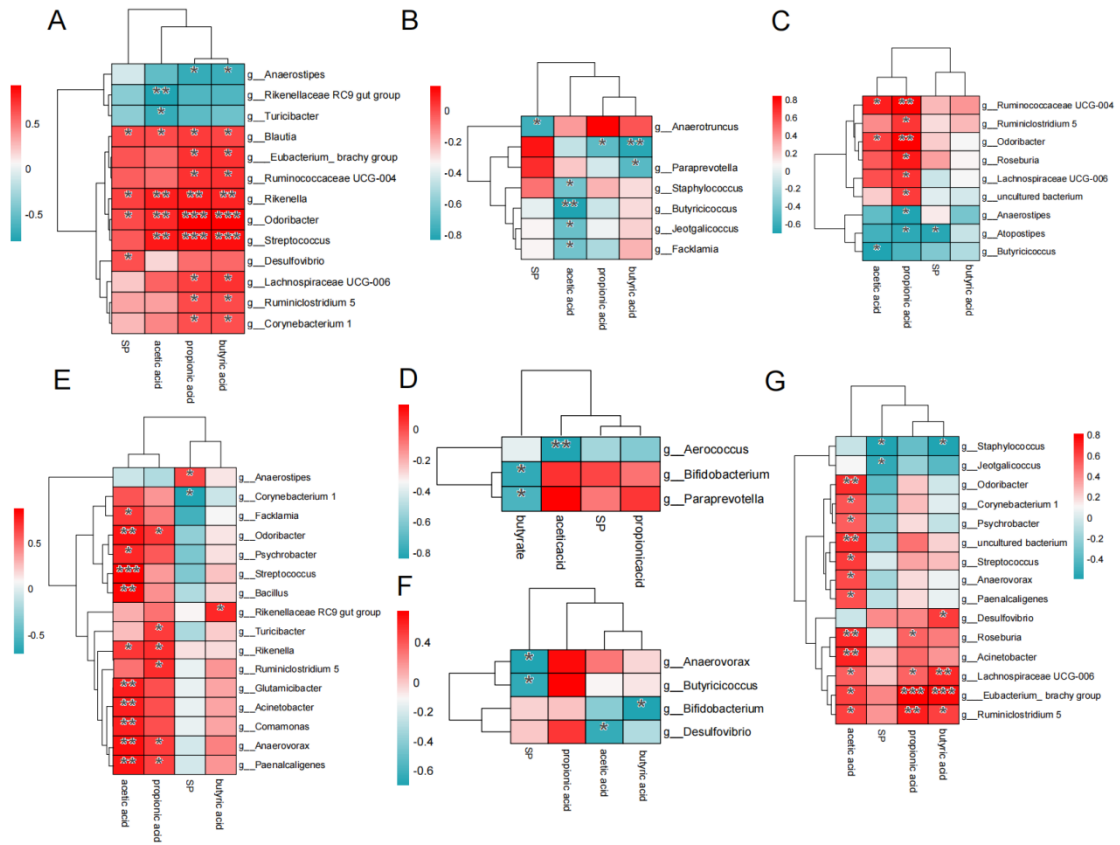 A
0.5
0
-0.5
* *
g__Anaerostipes
**
g__Rikenellaceae RC9 gut group
*
g__Turicibacter
* * * *
g__Blautia
* *
g__Eubacterium_ brachy group
* *
g__Ruminococcaceae UCG-004
* ** ** **
g__Rikenella
* ** *** ***
g__Odoribacter
** *** ***
g__Streptococcus
*
g__Desulfovibrio
* *
g__Lachnospiraceae UCG-006
* *
g__Ruminiclostridium 5
* *
g__Corynebacterium 1
SP
acetic acid
propionic acid
butyric acid
B
0
-0.2
-0.4
-0.6
-0.8
*
g__Anaerotruncus
* **
*
g__Paraprevotella
*
g__Staphylococcus
**
g__Butyricicoccus
*
g__Jeotgalicoccus
*
g__Facklamia
SP
acetic acid
propionic acid
butyric acid
C
0.8
0.6
0.4
0.2
0
-0.2
-0.4
-0.6
* **
g__Ruminococcaceae UCG-004
*
g__Ruminiclostridium 5
* **
g__Odoribacter
*
g__Roseburia
*
g__Lachnospiraceae UCG-006
*
g__uncultured bacterium
*
g__Anaerostipes
* *
g__Atopostipes
*
g__Butyricicoccus
acetic acid
propionic acid
SP
butyric acid
E
0.5
0
-0.5
*
g__Anaerostipes
*
g__Corynebacterium 1
*
g__Facklamia
** *
g__Odoribacter
*
g__Psychrobacter
***
g__Streptococcus
**
g__Bacillus
*
g__Rikenellaceae RC9 gut group
*
g__Turicibacter
* *
g__Rikenella
*
g__Ruminiclostridium 5
**
g__Glutamicibacter
**
g__Acinetobacter
**
g__Comamonas
** *
g__Anaerovorax
** *
g__Paenalcaligenes
acetic acid
propionic acid
SP
butyric acid
D
0
-0.2
-0.4
-0.6
-0.8
**
g__Aerococcus
*
g__Bifidobacterium
*
g__Paraprevotella
butyrate
aceticacid
SP
propionicacid
F
0.4
0.2
0
-0.2
-0.4
-0.6
*
g__Anaerovorax
*
g__Butyricicoccus
*
g__Bifidobacterium
*
g__Desulfovibrio
SP
propionic acid
acetic acid
butyric acid
G
0.8
0.6
0.4
0.2
0
-0.2
-0.4
* *
g__Staphylococcus
*
g__Jeotgalicoccus
**
g__Odoribacter
*
g__Corynebacterium 1
*
g__Psychrobacter
**
g__uncultured bacterium
*
g__Streptococcus
*
g__Anaerovorax
*
g__Paenalcaligenes
*
g__Desulfovibrio
** *
g__Roseburia
**
g__Acinetobacter
* * **
g__Lachnospiraceae UCG-006
* *** ***
g__Eubacterium_ brachy group
* ** *
g__Ruminiclostridium 5
acetic acid
SP
propionic acid
butyric acid